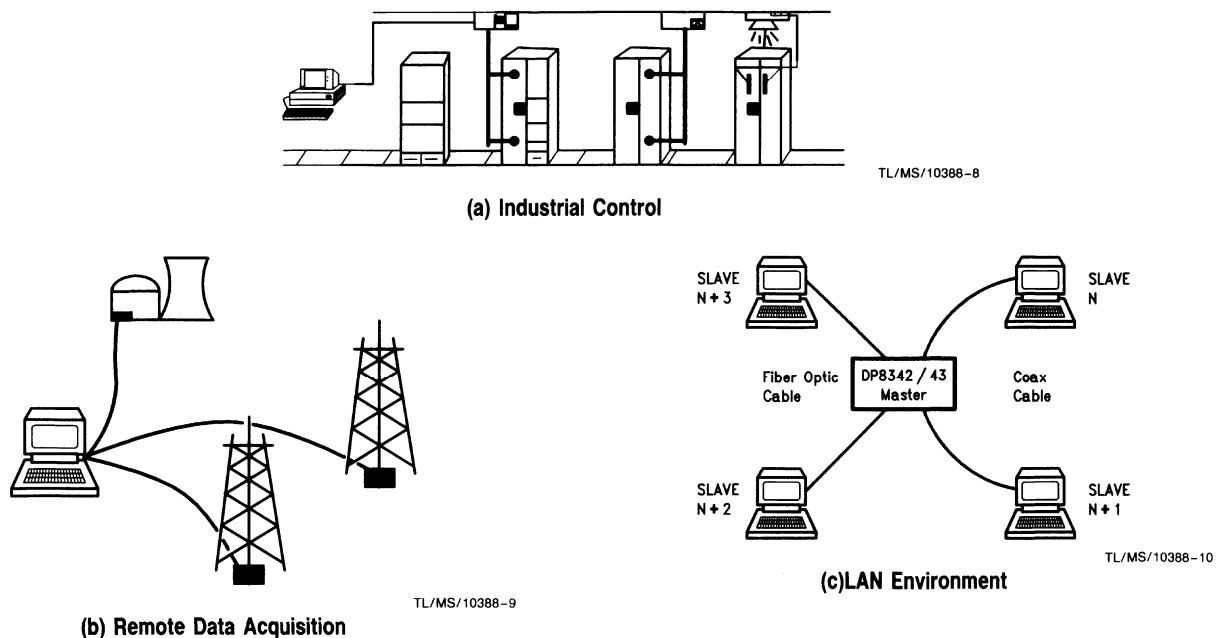 TL/MS/10388-8
(a) Industrial Control
SLAVE
N + 3
SLAVE
N
Fiber Optic
Cable
DP8342 / 43
Master
Coax
Cable
SLAVE
N + 2
SLAVE
N + 1
TL/MS/10388-10
(c)LAN Environment
TL/MS/10388-9
(b) Remote Data Acquisition